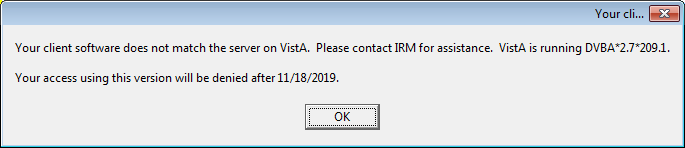 Your cli...
Your client software does not match the server on VistA.  Please contact IRM for assistance.  VistA is running DVBA*2.7*209.1.
Your access using this version will be denied after 11/18/2019.
OK